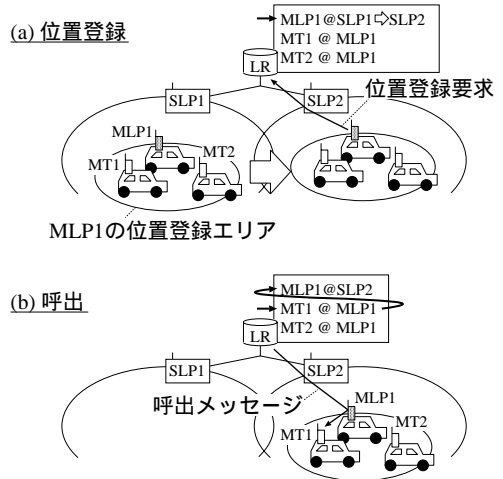 (a) 位置登録
MLP1@SLP1⇨SLP2
MT1 @ MLP1
MT2 @ MLP1
LR
位置登録要求
SLP1
SLP2
MLP1
MT1
MT2
MLP1の位置登録エリア
(b) 呼出
MLP1@SLP2
MT1 @ MLP1
MT2 @ MLP1
LR
SLP1
SLP2
呼出メッセージ
MLP1
MT1
MT2